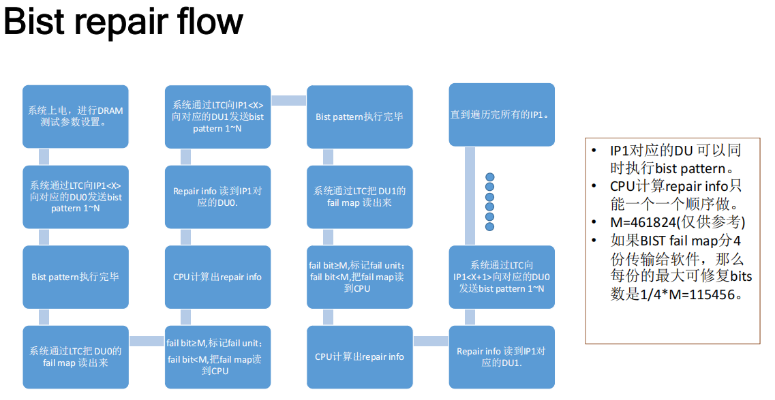 Bist repair flow
系统上电，进行DRAM
测试参数设置。
系统通过LTC向IP1<X>
向对应的DU0发送bist
pattern 1~N
Bist pattern执行完毕
系统通过LTC把DU0的
fail map 读出来
fail bit≥M,标记fail unit；
fail bit<M,把fail map读
到CPU
CPU计算出repair info
Repair info 读到IP1对
应的DU0.
系统通过LTC向IP1<X>
向对应的DU1发送bist
pattern 1~N
Bist pattern执行完毕
系统通过LTC把DU1的
fail map 读出来
fail bit≥M,标记fail unit；
fail bit<M,把fail map读
到CPU
CPU计算出repair info
Repair info 读到IP1对
应的DU1.
系统通过LTC向
IP1<X+1>向对应的DU0
发送bist pattern 1~N
直到遍历完所有的IP1。
• IP1对应的DU 可以同
时执行bist pattern。
• CPU计算repair info只
能一个一个顺序做。
• M=461824(仅供参考)
• 如果BIST fail map分4
份传输给软件，那么
每份的最大可修复bits
数是1/4*M=115456。